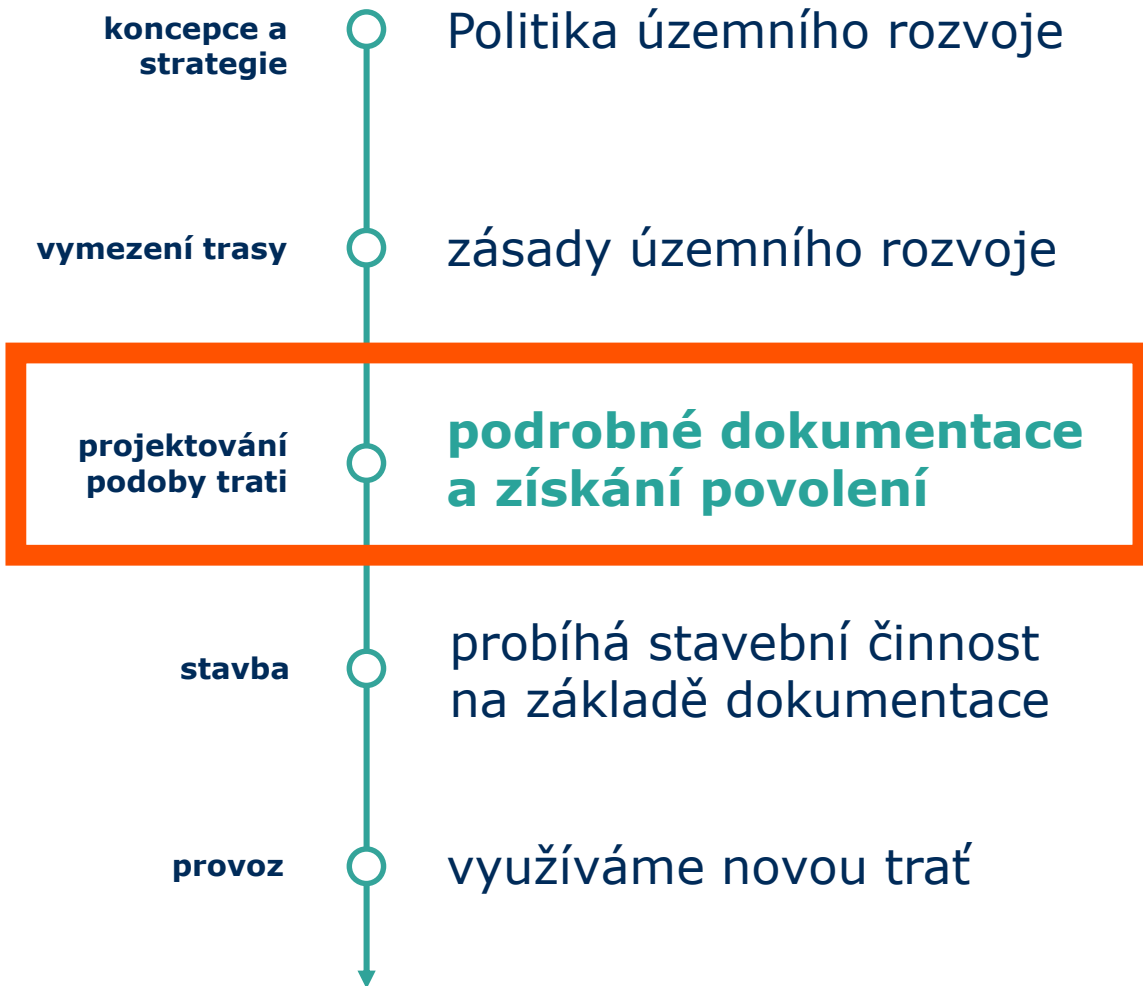 koncepce a
strategie
Politika územního rozvoje
vymezení trasy
zásady územního rozvoje
projektování
podoby trati
podrobné dokumentace
a získání povolení
stavba
probíhá stavební činnost
na základě dokumentace
provoz
využíváme novou trať